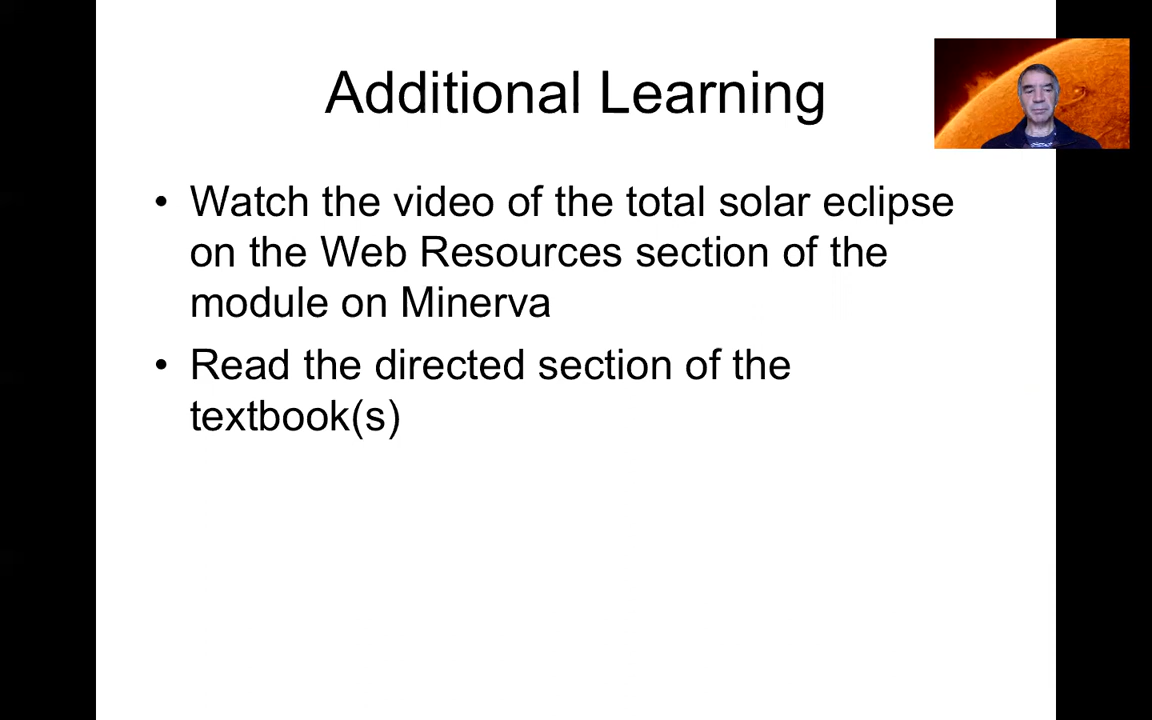 Additional Learning
• Watch the video of the total solar eclipse
on the Web Resources section of the
module on Minerva
• Read the directed section of the
textbook(s)